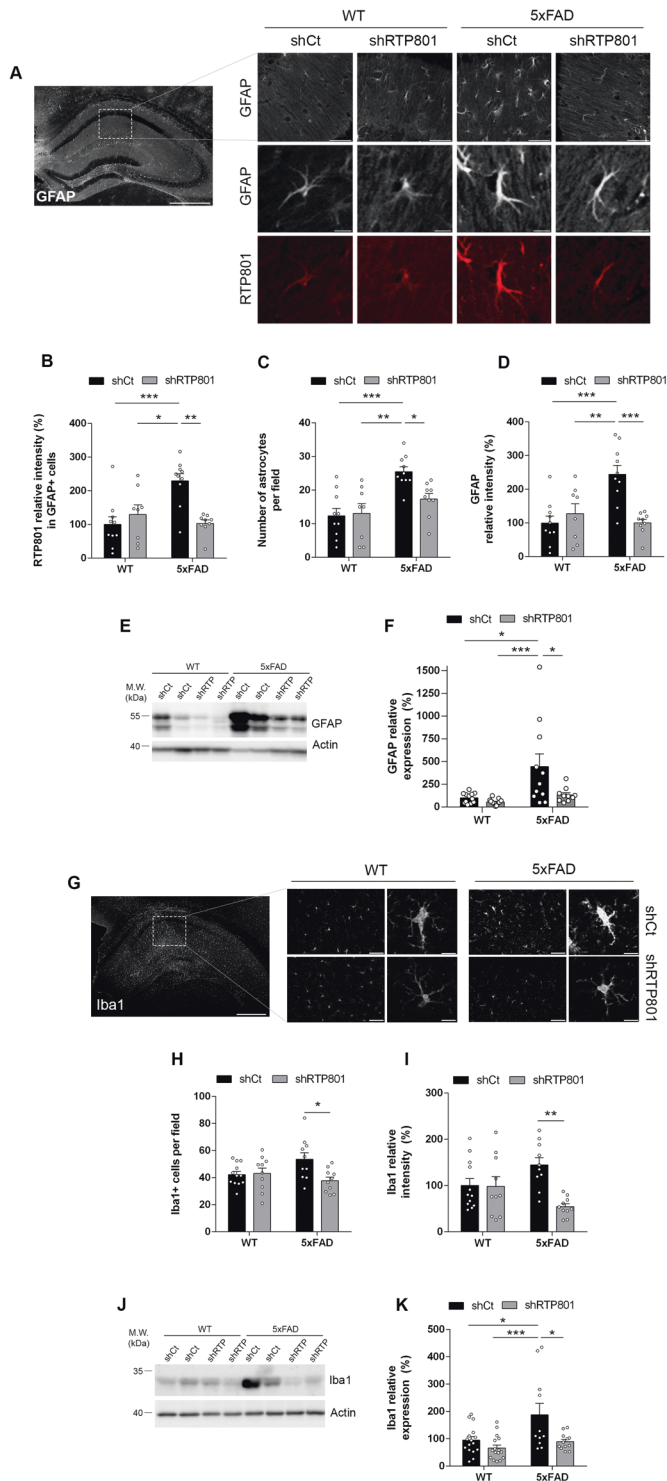 WT 5xFAD
shCt shRTP801 shCt shRTP801
A
GFAP
GFAP
GFAP
RTP801
B
shCt shRTP801
***
* **
RTP801 relative intensity (%)
in GFAP+ cells
400
300
200
100
0
WT 5xFAD
C
shCt shRTP801
***
** *
Number of astrocytes
per field
40
30
20
10
0
WT 5xFAD
D
shCt shRTP801
***
** ***
GFAP
relative intensity (%)
400
300
200
100
0
WT 5xFAD
E
WT 5xFAD
M.W.
(kDa)
shCt shCt shRTP shRTP shCt shCt shRTP shRTP
55
GFAP
40
Actin
F
shCt shRTP801
*
*** *
GFAP relative
expression (%)
1500
1250
1000
750
500
250
0
WT 5xFAD
G
WT 5xFAD
Iba1
shCt
shRTP801
H
shCt shRTP801
*
Iba1+ cells per field
100
80
60
40
20
0
WT 5xFAD
I
shCt shRTP801
**
Iba1 relative
intensity (%)
300
200
100
0
WT 5xFAD
J
WT 5xFAD
M.W.
(kDa)
shCt shCt shRTP shRTP shCt shCt shRTP shRTP
35
Iba1
40
Actin
K
shCt shRTP801
*
*** *
Iba1 relative
expression (%)
500
400
300
200
100
0
WT 5xFAD